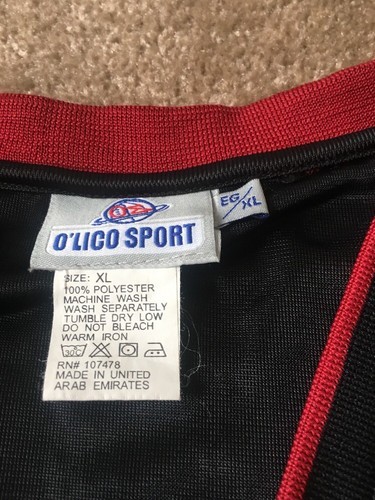 O'LICO SPORT
EG/XL
SIZE: XL
100% POLYESTER
MACHINE WASH
WASH SEPARATELY
TUMBLE DRY LOW
DO NOT BLEACH
WARM IRON
30C
RN# 107478
MADE IN UNITED
ARAB EMIRATES